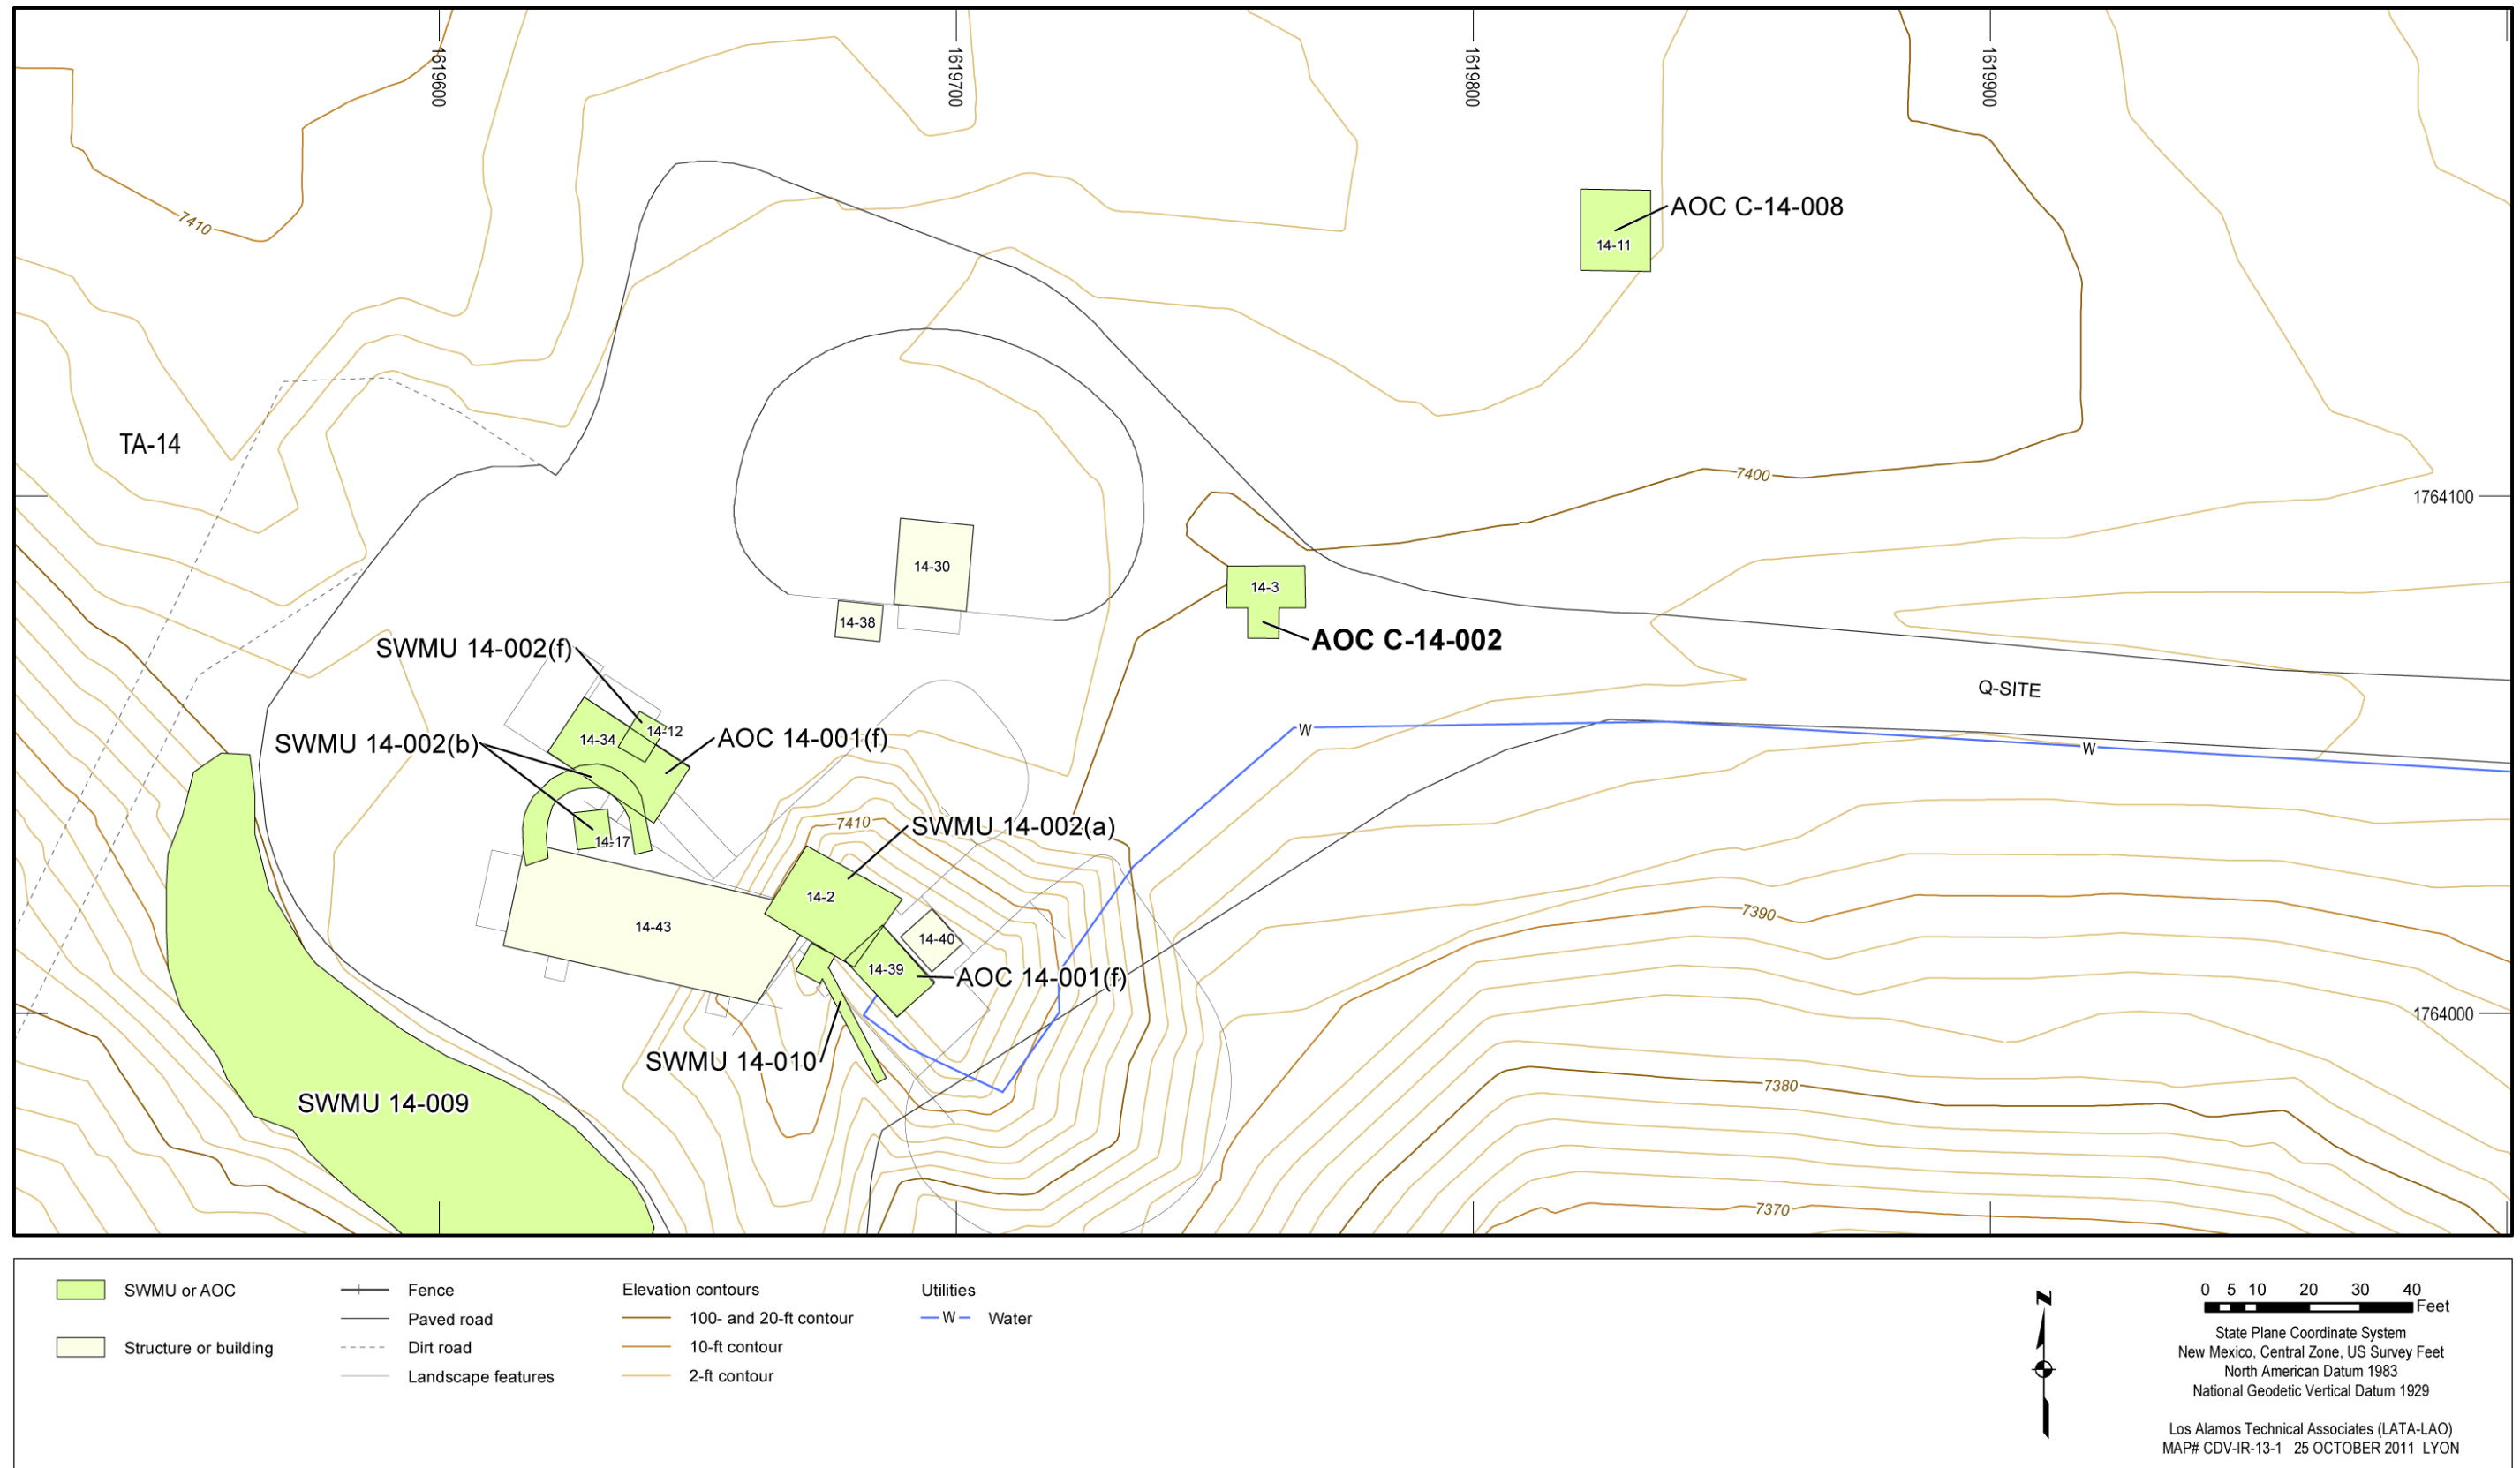 1619600
1619700
1619800
1619900
7410
AOC C-14-008
14-11
TA-14
7400
1764100
14-30
14-3
14-38
AOC C-14-002
SWMU 14-002(f)
Q-SITE
14-12
14-34
AOC 14-001(f)
SWMU 14-002(b)
W
W
7410
SWMU 14-002(a)
14-17
14-2
7390
14-43
14-40
14-39
AOC 14-001(f)
1764000
SWMU 14-010
7380
SWMU 14-009
7370
SWMU or AOC
Structure or building
Fence
Paved road
Dirt road
Landscape features
Elevation contours
100- and 20-ft contour
10-ft contour
2-ft contour
Utilities
W Water
N
0 5 10 20 30 40
Feet
State Plane Coordinate System
New Mexico, Central Zone, US Survey Feet
North American Datum 1983
National Geodetic Vertical Datum 1929
Los Alamos Technical Associates (LATA-LAO)
MAP# CDV-IR-13-1 25 OCTOBER 2011 LYON